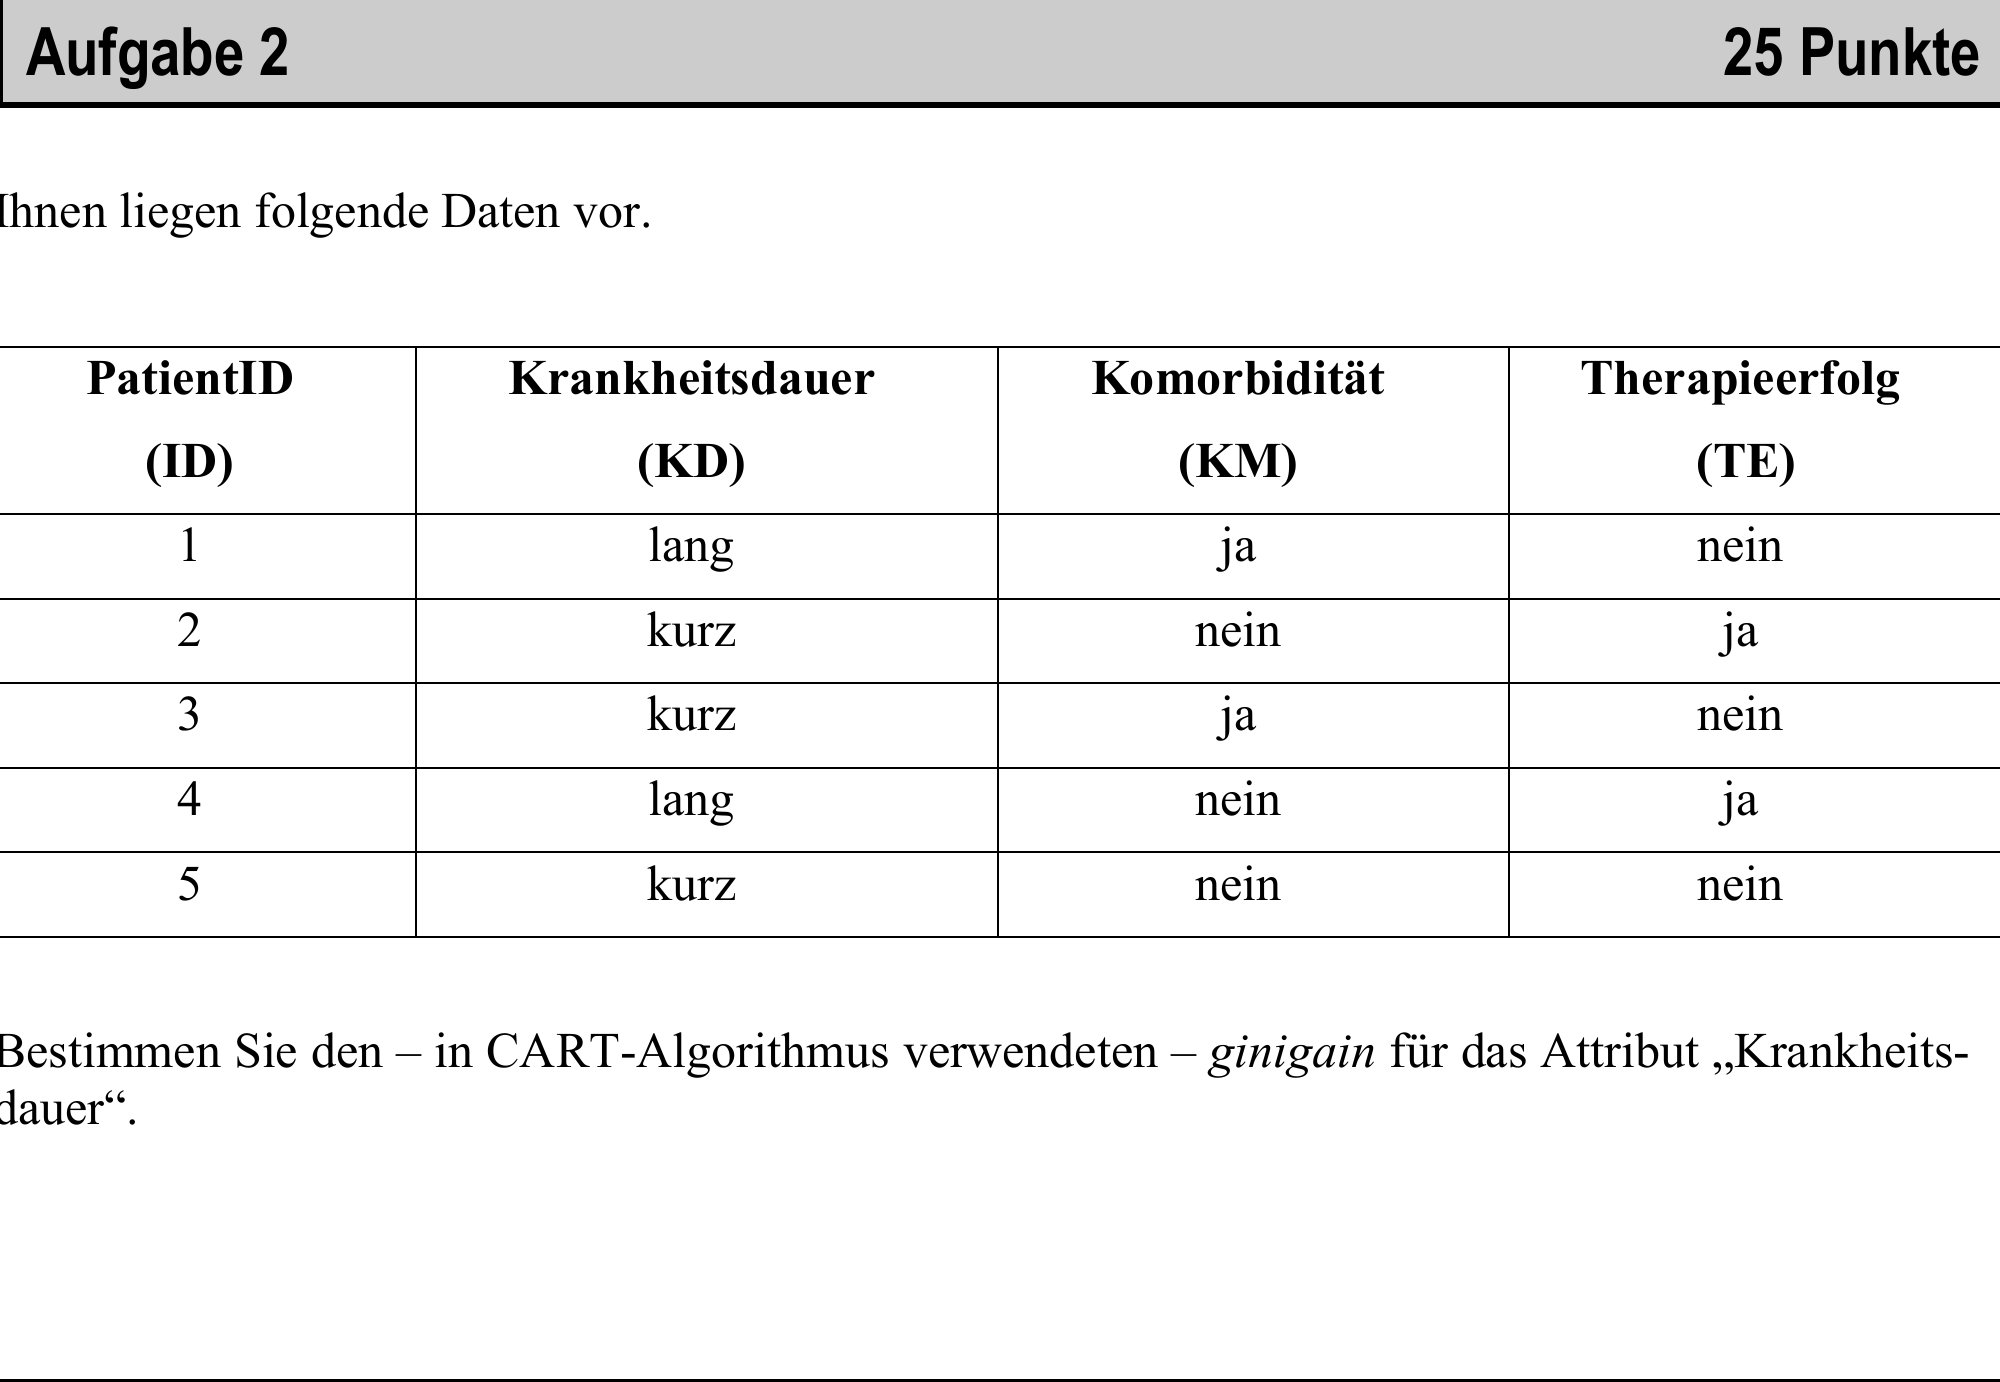 Aufgabe 2 25 Punkte
Ihnen liegen folgende Daten vor.
PatientID Krankheitsdauer Komorbidität Therapieerfolg
(ID) (KD) (KM) (TE)
1 lang ja nein
2 kurz nein ja
3 kurz ja nein
4 lang nein ja
5 kurz nein nein
Bestimmen Sie den – in CART-Algorithmus verwendeten – ginigain für das Attribut „Krankheits-
dauer“.